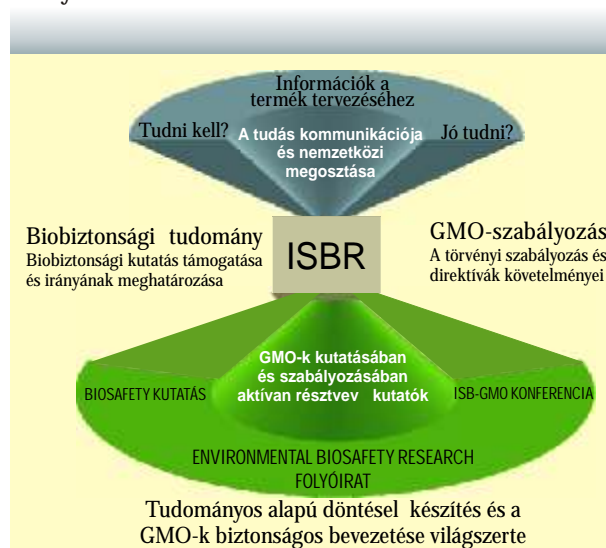 Információk a
termék tervezéséhez
Tudni kell?
Jó tudni?
A tudás kommunikációja
és nemzetközi
megosztása
Biobiztonsági tudomány
Biobiztonsági kutatás támogatása
és irányának meghatározása
ISBR
GMO-szabályozás
A törvényi szabályozás és
direktívák követelményei
GMO-k kutatásában
és szabályozásában
aktívan résztvev kutatók
BIOSAFETY KUTATÁS
ISB-GMO KONFERENCIA
ENVIRONMENTAL BIOSAFETY RESEARCH
FOLYÓIRAT
Tudományos alapú döntésel készítés és a
GMO-k biztonságos bevezetése világszerte